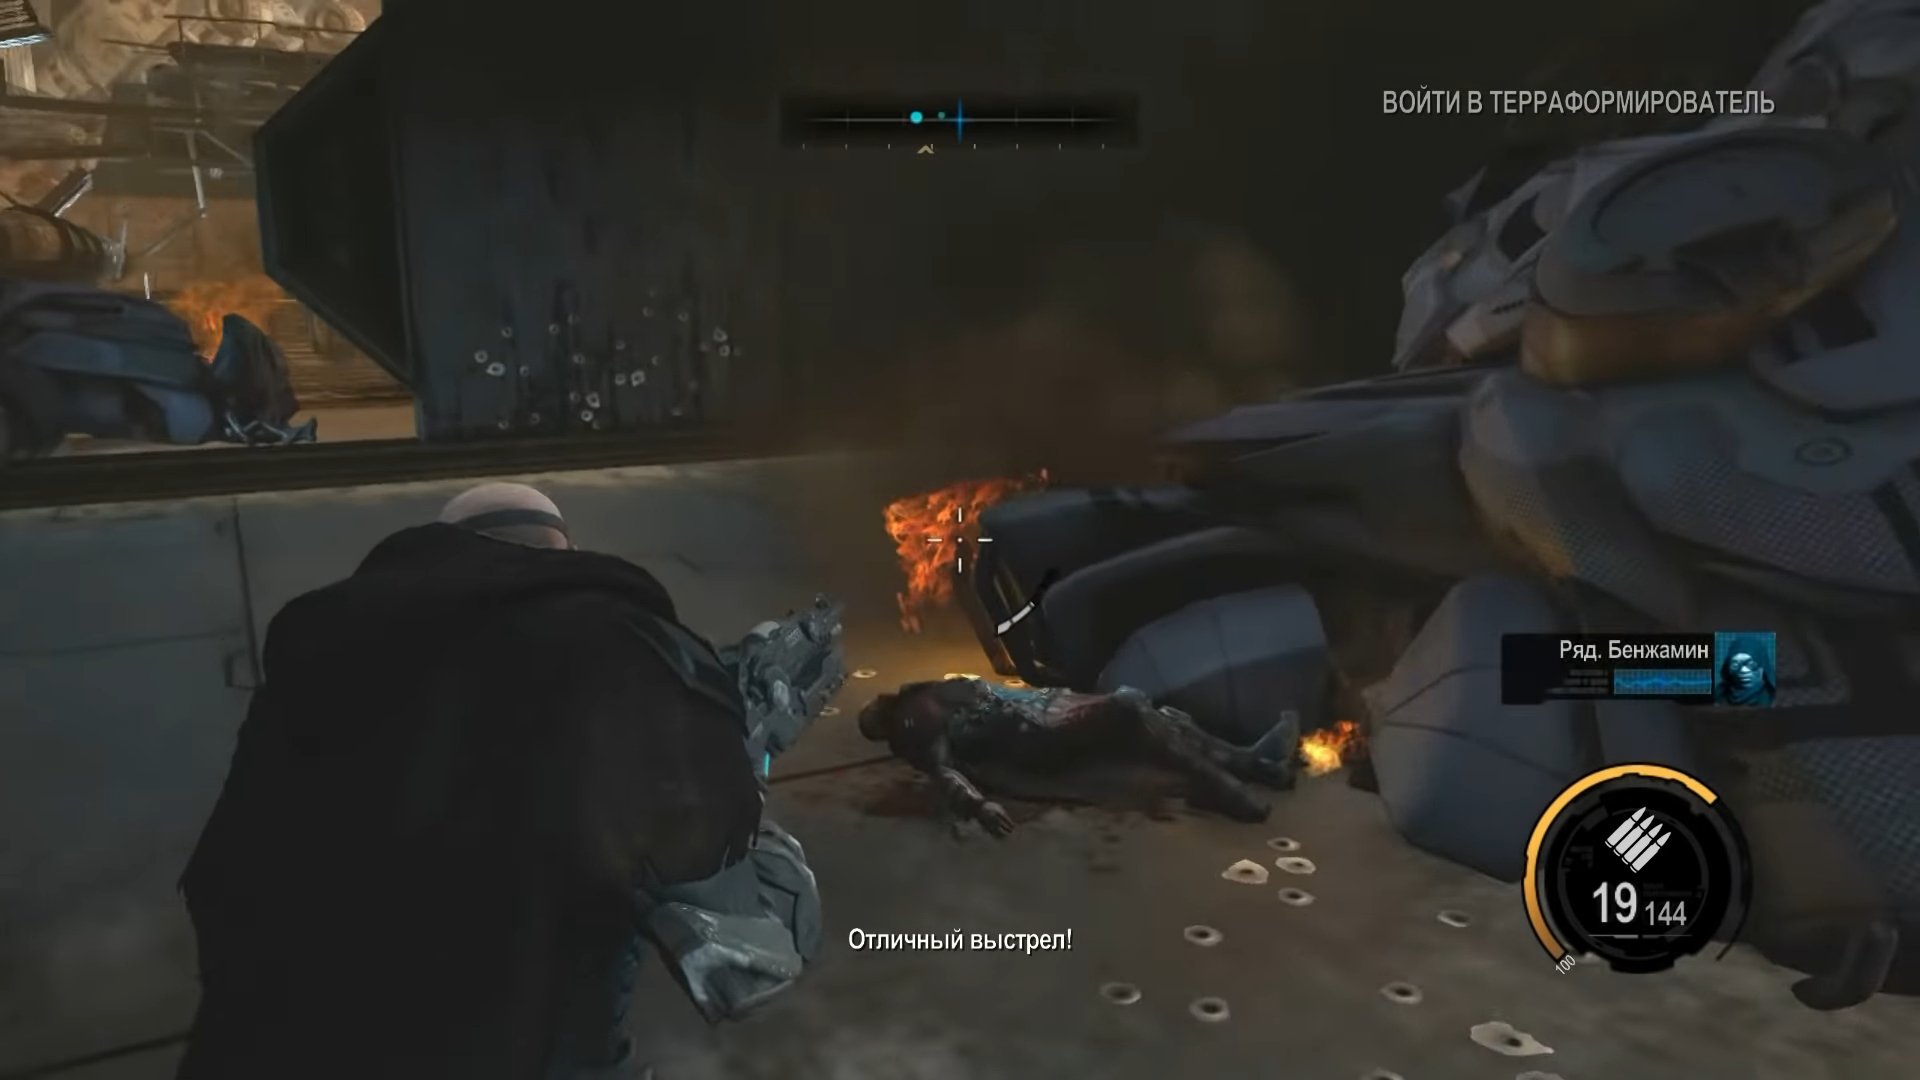 ВОЙТИ В ТЕРРАФОРМИРОВАТЕЛЬ
Ряд. Бенжамин
19 144
100
Отличный выстрел!